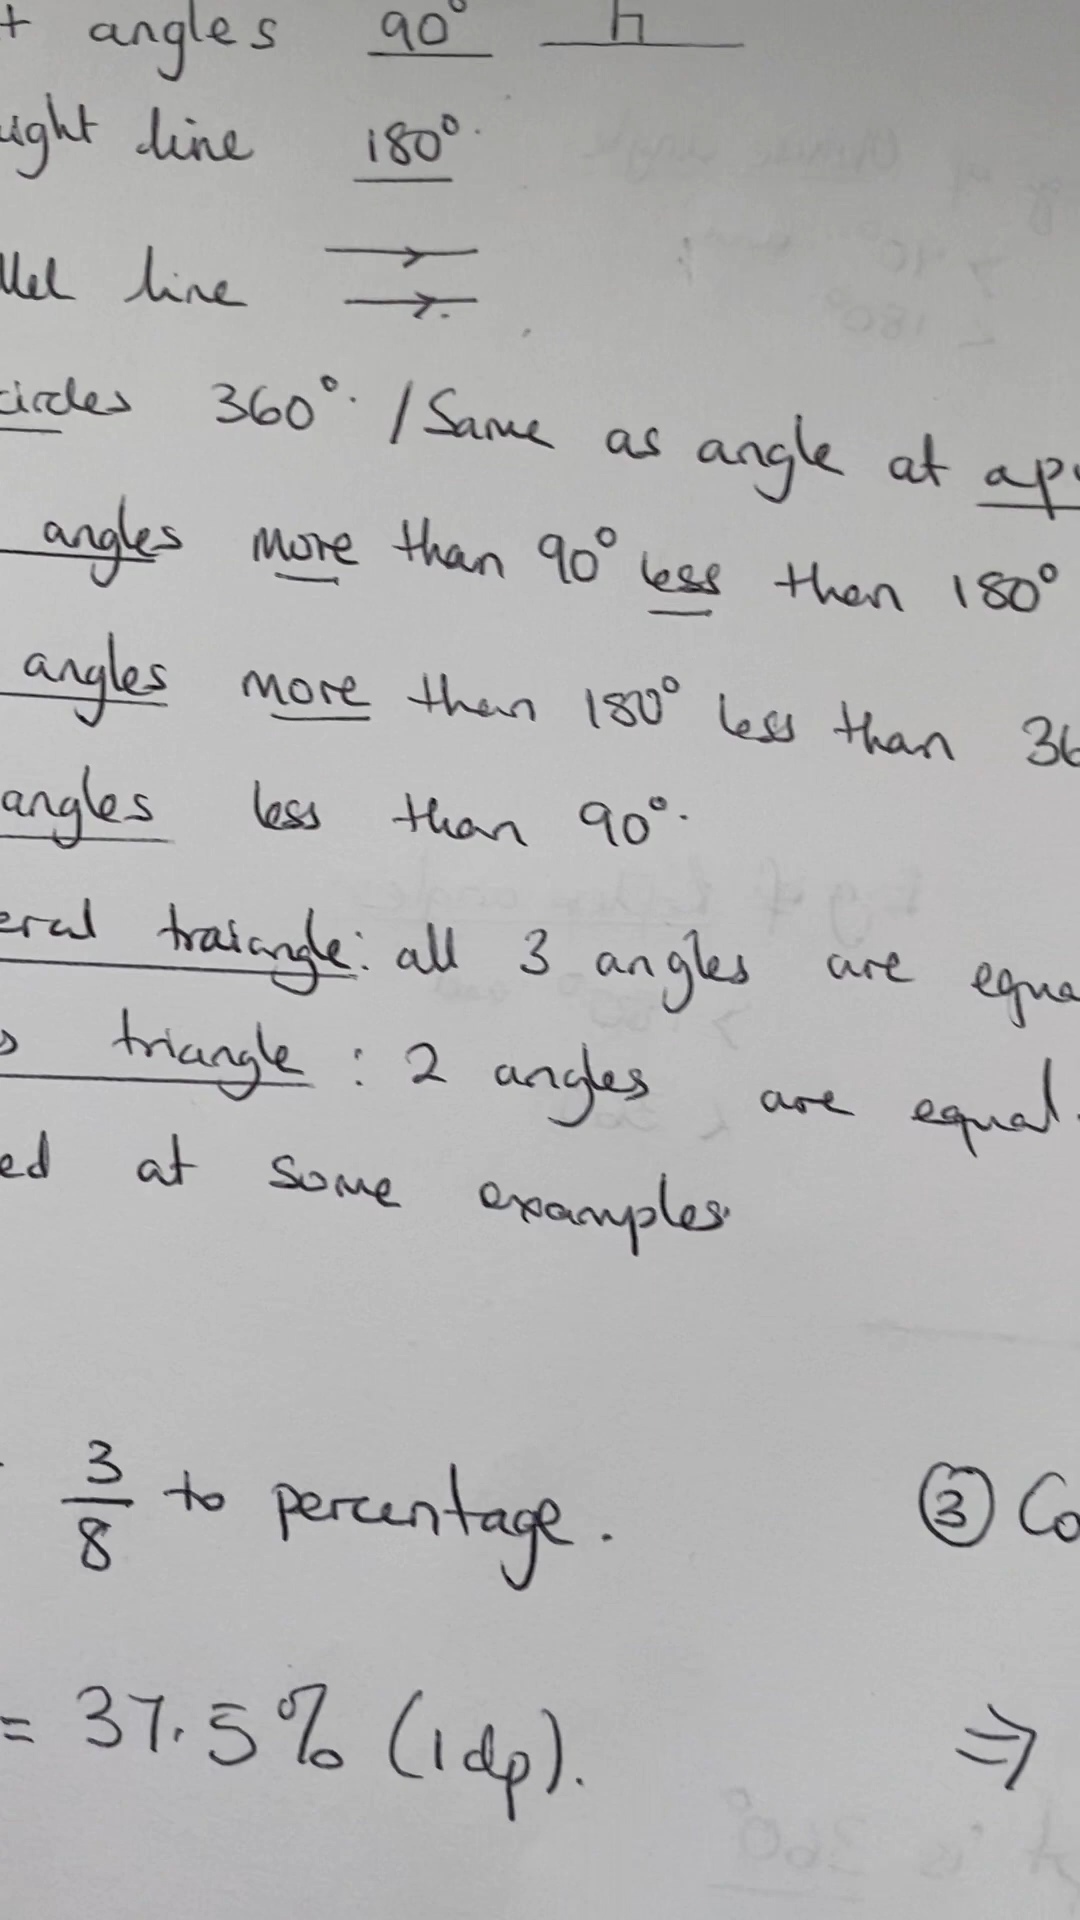 + angles 90°
ight line 180°
llel line
circles 360°. / Same as angle at
angles more than 90° less than 180°
angles more than 180° less than 36
angles less than 90°.
eral traiangle: all 3 angles are equa
s triangle : 2 angles are equal.
ed at some examples.
3/8 to percentage.
③ Co
= 37.5% (1dp).
⇒